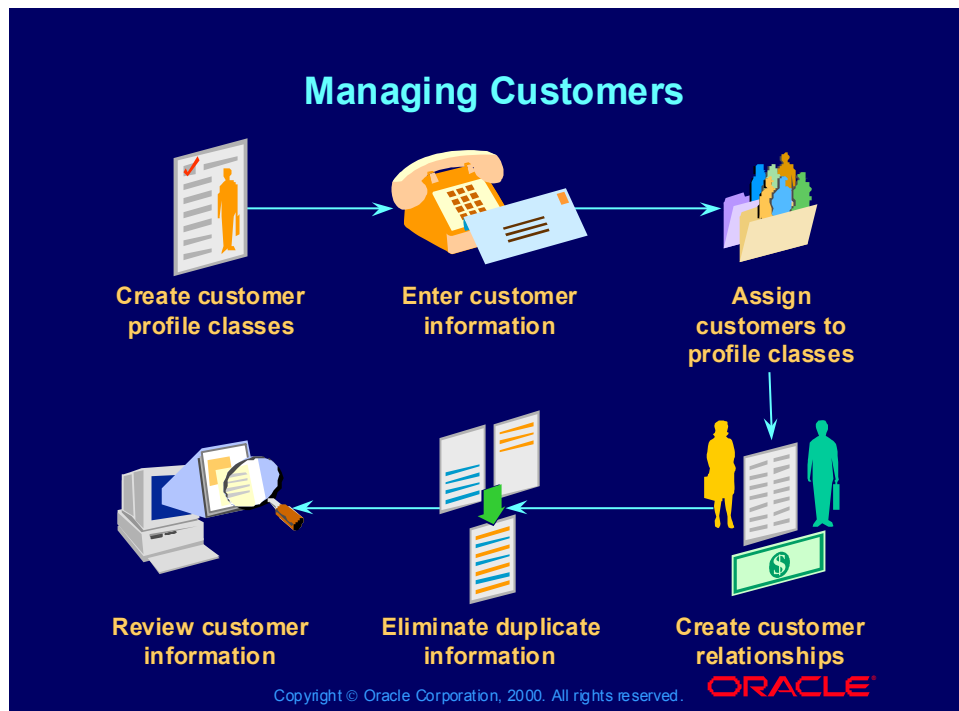 Managing Customers
Create customer
profile classes
Enter customer
information
Assign
customers to
profile classes
Review customer
information
Eliminate duplicate
information
Create customer
relationships
$
Copyright © Oracle Corporation, 2000. All rights reserved.
ORACLE®